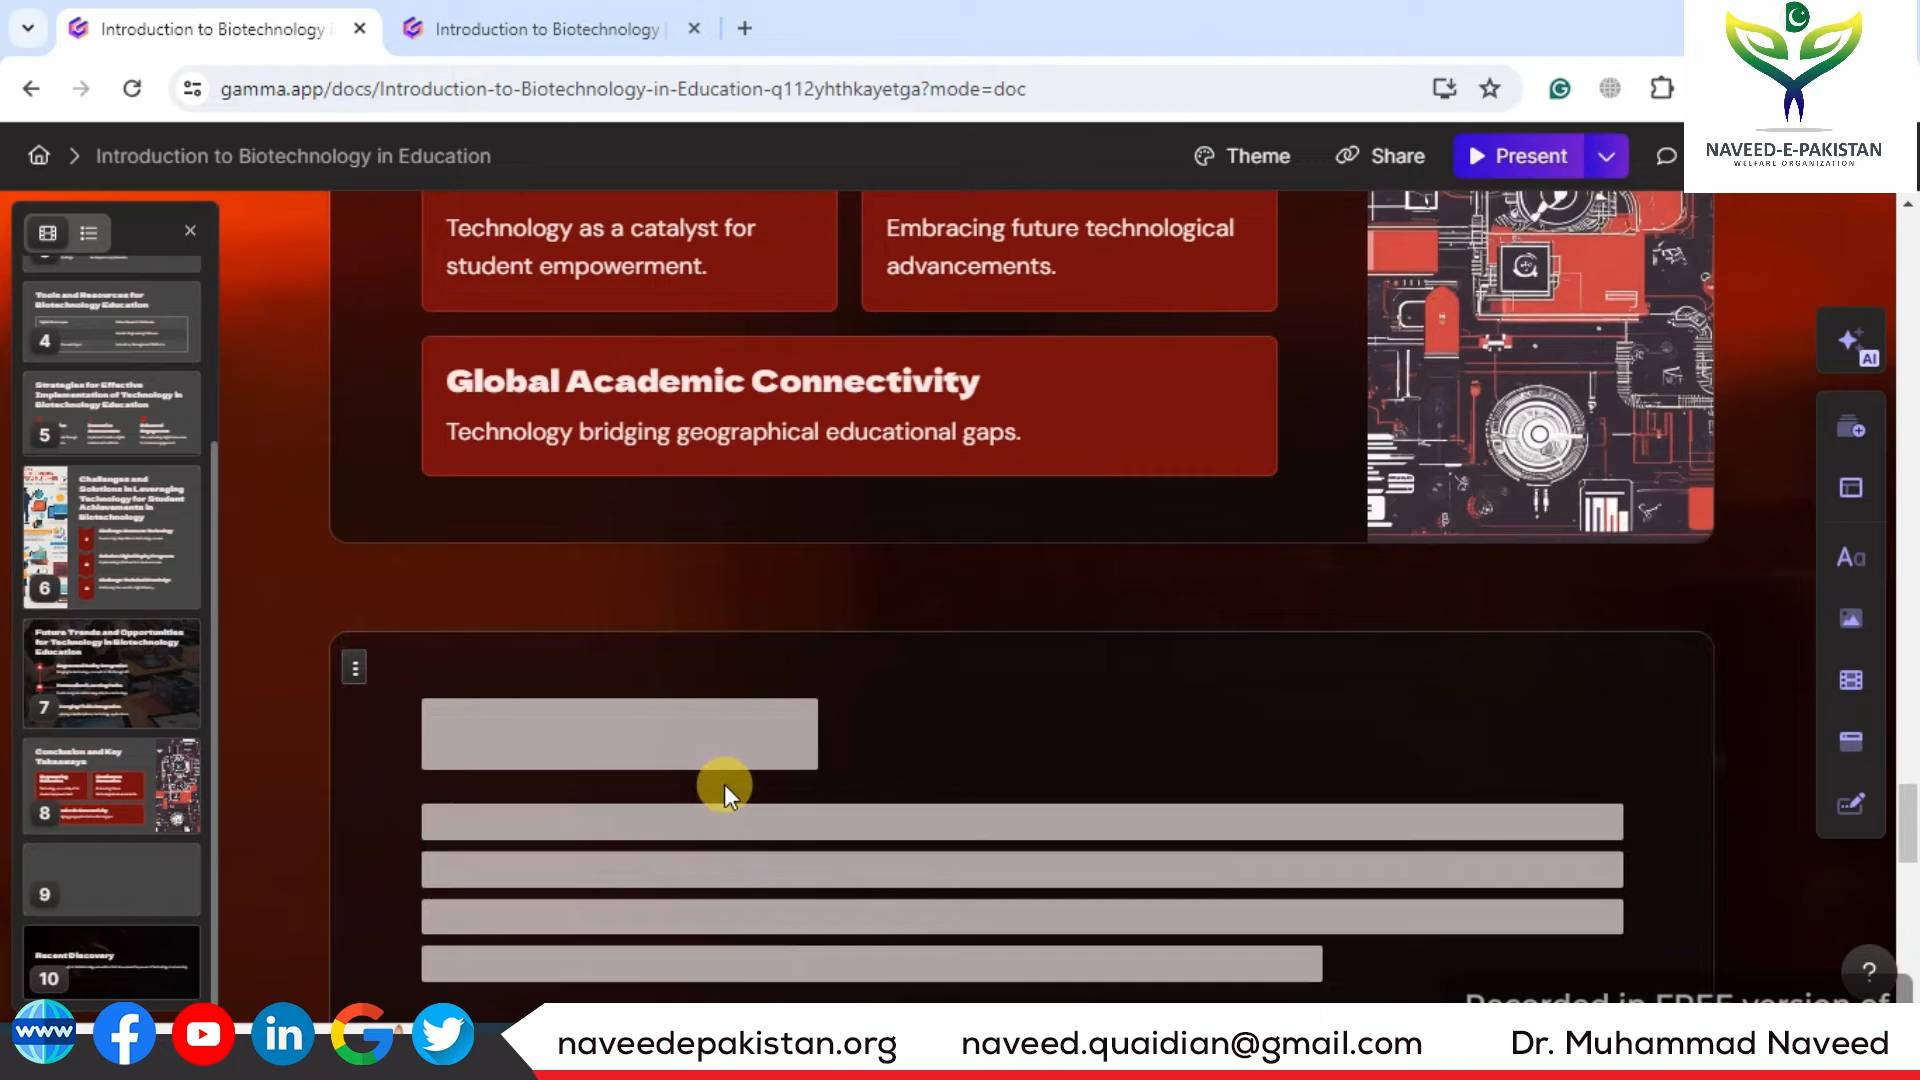 Introduction to Biotechnology i
Introduction to Biotechnology
gamma.app/docs/Introduction-to-Biotechnology-in-Education-q112yhthkayetga?mode=doc
NAVEED-E-PAKISTAN
WELFARE ORGANIZATION
Introduction to Biotechnology in Education
Theme
Share
Present
Technology as a catalyst for
student empowerment.
Embracing future technological
advancements.
Global Academic Connectivity
Technology bridging geographical educational gaps.
Tools and Resources for
Biotechnology Education
4
Strategies for Effective
Implementation of Technology in
Biotechnology Education
5
Challenges and
Solutions in Leveraging
Technology for Student
Achievements in
Biotechnology
6
Future Trends and Opportunities
for Technology in Biotechnology
Education
7
Conclusion and Key
Takeaways
8
9
Recent Discovery
10
AI
Aa
?
Recorded in FREE version of
www
naveedepakistan.org
naveed.quaidian@gmail.com
Dr. Muhammad Naveed